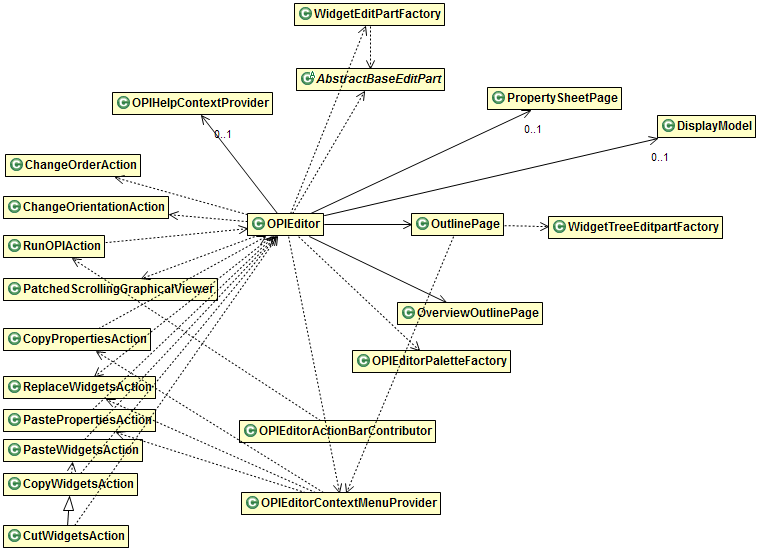 WidgetEditPartFactory
AbstractBaseEditPart
OPIHelpContextProvider
PropertySheetPage
0..1
0..1
DisplayModel
0..1
ChangeOrderAction
ChangeOrientationAction
OPIEditor
OutlinePage
WidgetTreeEditpartFactory
RunOPIAction
PatchedScrollingGraphicalViewer
OverviewOutlinePage
CopyPropertiesAction
OPIEditorPaletteFactory
ReplaceWidgetsAction
PastePropertiesAction
OPIEditorActionBarContributor
PasteWidgetsAction
CopyWidgetsAction
OPIEditorContextMenuProvider
CutWidgetsAction